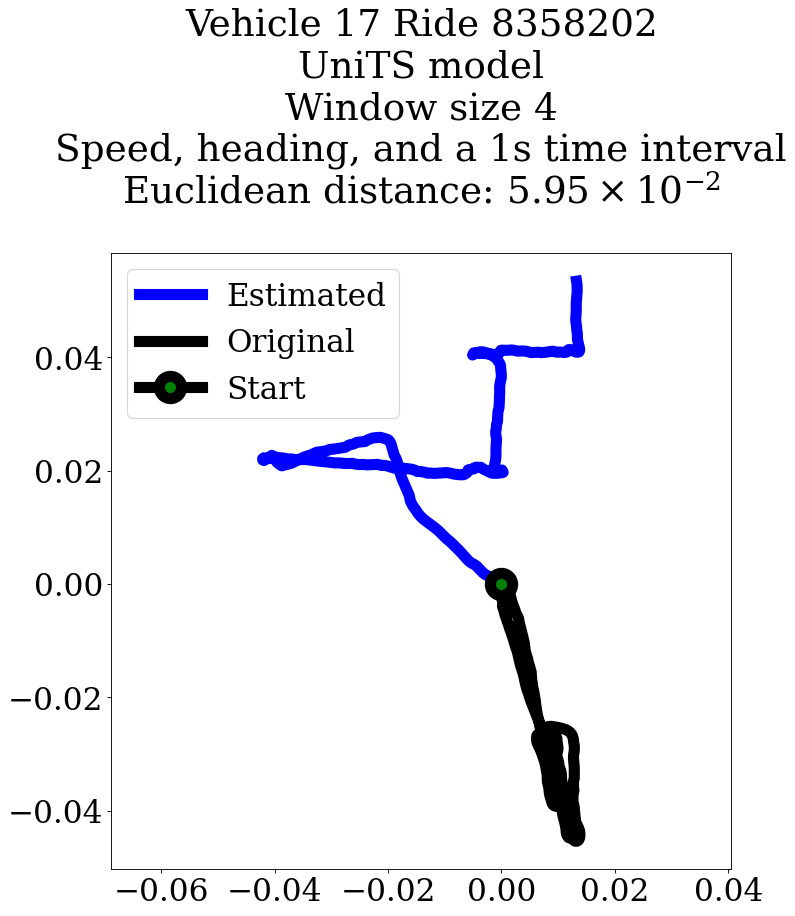 Vehicle 17 Ride 8358202
UniTS model
Window size 4
Speed, heading, and a 1s time interval
Euclidean distance: 5.95 × 10⁻²
Estimated
Original
Start
0.04
0.02
0.00
−0.02
−0.04
−0.06 −0.04 −0.02 0.00 0.02 0.04